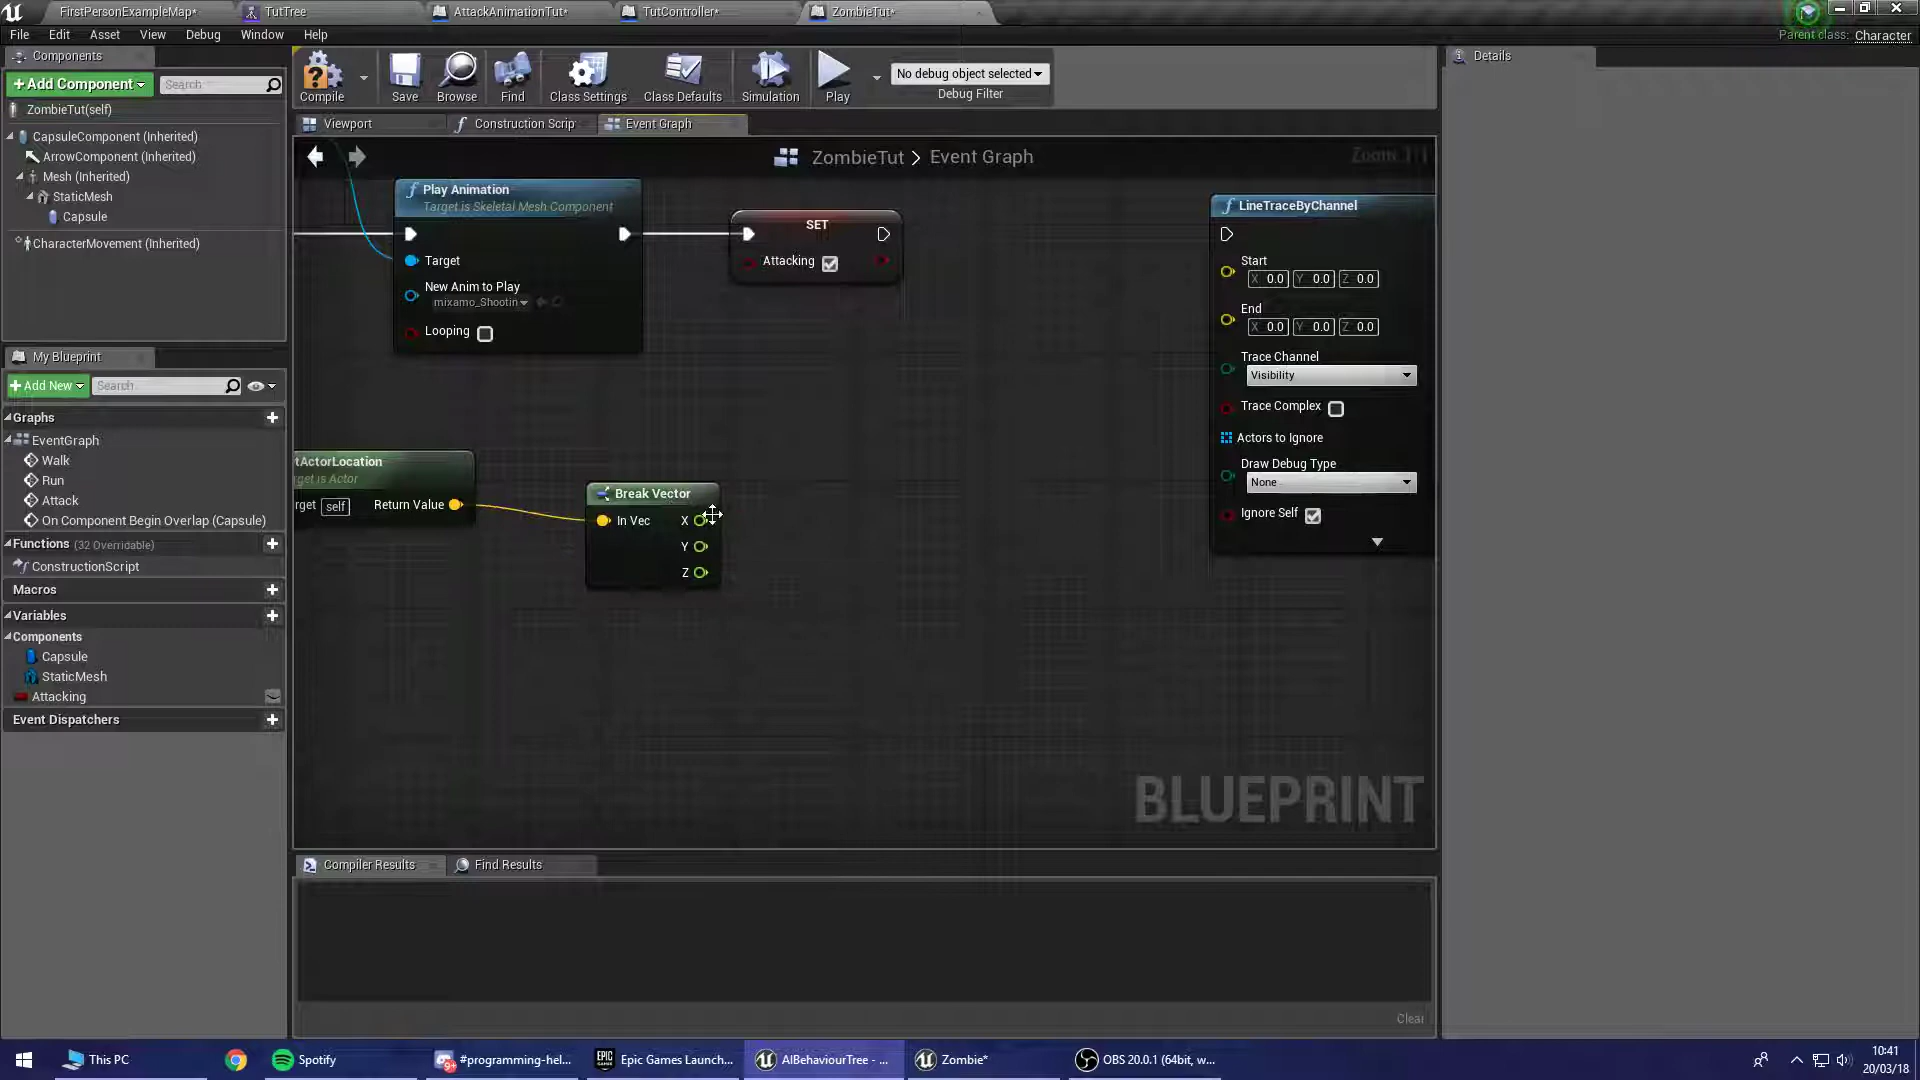 FirstPersonExampleMap*
TutTree
AttackAnimationTut*
TutController*
ZombieTut*
File Edit Asset View Debug Window Help
Parent class: Character
Components
+Add Component
Search
ZombieTut(self)
CapsuleComponent (Inherited)
ArrowComponent (Inherited)
Mesh (Inherited)
StaticMesh
Capsule
CharacterMovement (Inherited)
Compile
Save
Browse
Find
Class Settings
Class Defaults
Simulation
Play
No debug object selected
Debug Filter
Details
Viewport
Construction Scrip
Event Graph
ZombieTut > Event Graph
Zoom 1:1
Play Animation
Target is Skeletal Mesh Component
Target
New Anim to Play
mixamo_Shootin
Looping
SET
Attacking
LineTraceByChannel
Start
X 0.0 Y 0.0 Z 0.0
End
X 0.0 Y 0.0 Z 0.0
Trace Channel
Visibility
Trace Complex
Actors to Ignore
Draw Debug Type
None
Ignore Self
tActorLocation
rget is Actor
rget self Return Value
Break Vector
In Vec X
Y
Z
BLUEPRINT
My Blueprint
+Add New
Search
Graphs
EventGraph
Walk
Run
Attack
On Component Begin Overlap (Capsule)
Functions (32 Overridable)
ConstructionScript
Macros
Variables
Components
Capsule
StaticMesh
Attacking
Event Dispatchers
Compiler Results
Find Results
Clear
This PC
Spotify
#programming-hel...
Epic Games Launch...
AIBehaviourTree - ...
Zombie*
OBS 20.0.1 (64bit, w...
10:41
20/03/18